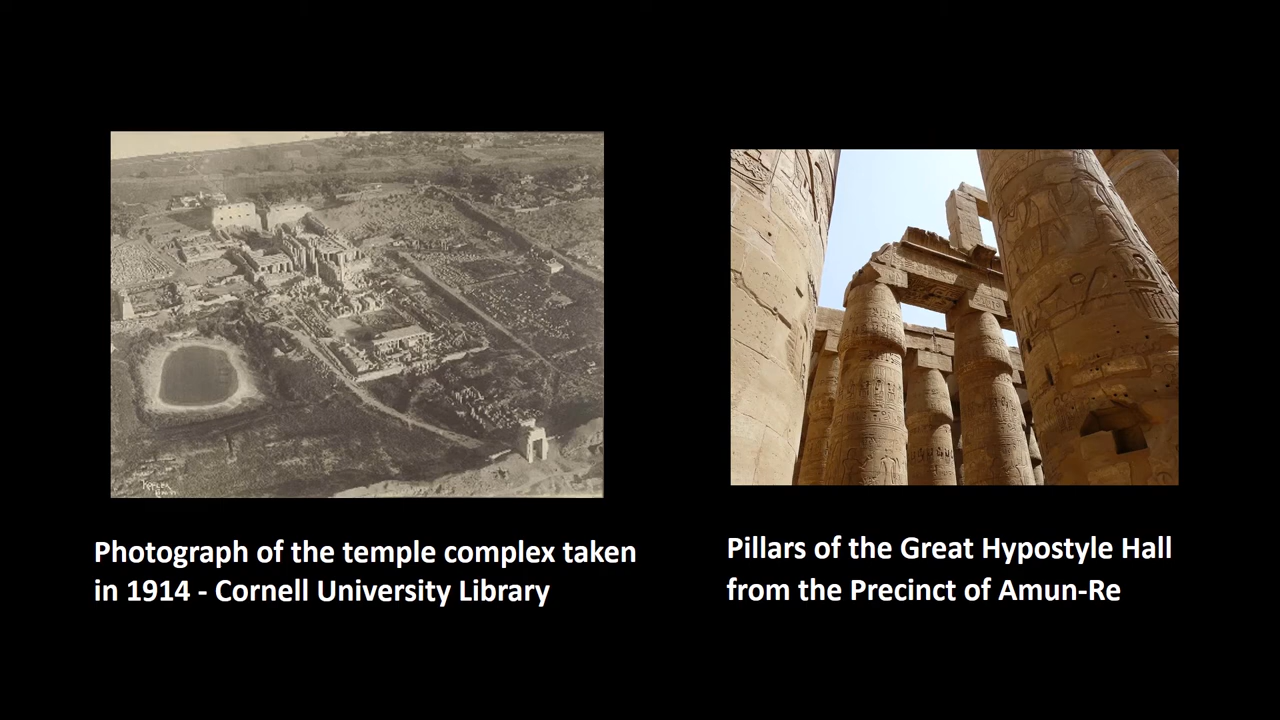 Photograph of the temple complex taken
in 1914 - Cornell University Library
Pillars of the Great Hypostyle Hall
from the Precinct of Amun-Re